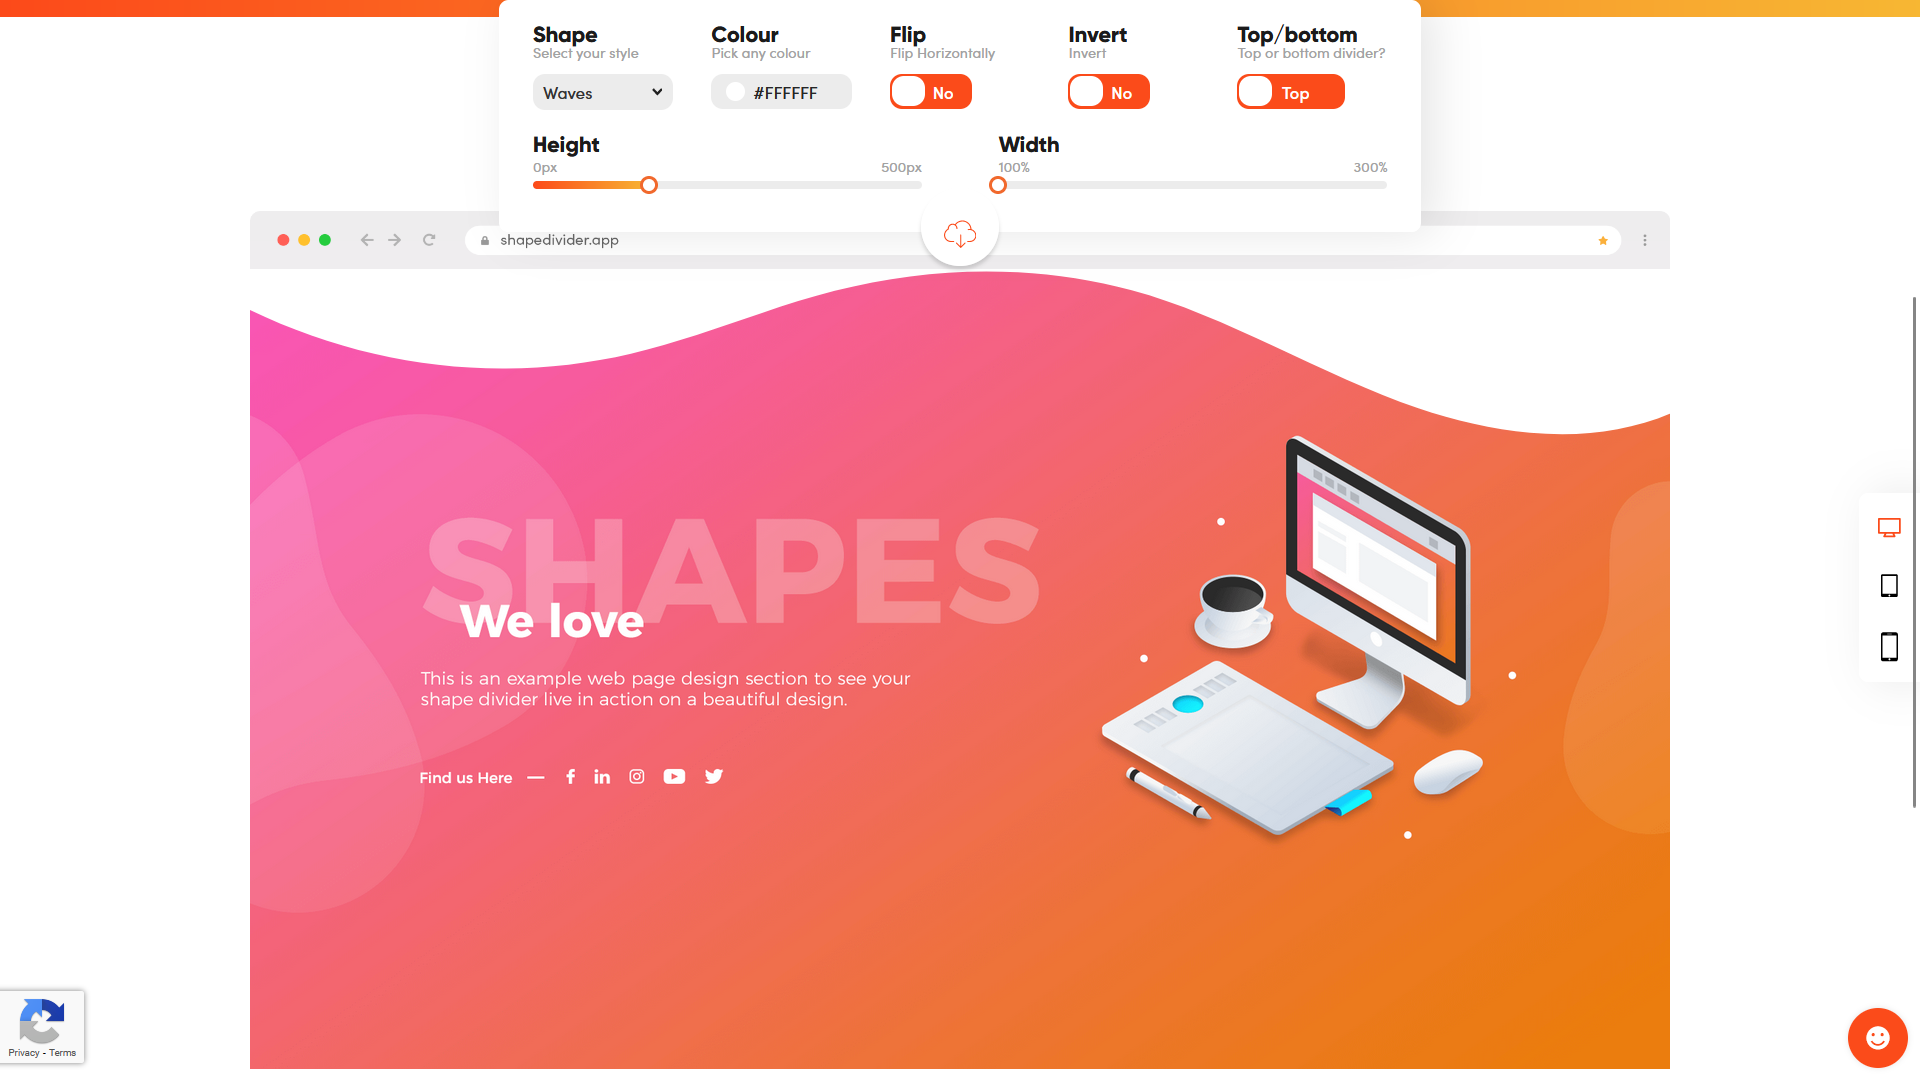 Shape
Select your style
Waves
Colour
Pick any colour
#FFFFFF
Flip
Flip Horizontally
No
Invert
Invert
No
Top/bottom
Top or bottom divider?
Top
Height
0px 500px
Width
100% 300%
shapedivider.app
SHAPES
We love
This is an example web page design section to see your
shape divider live in action on a beautiful design.
Find us Here
Privacy - Terms